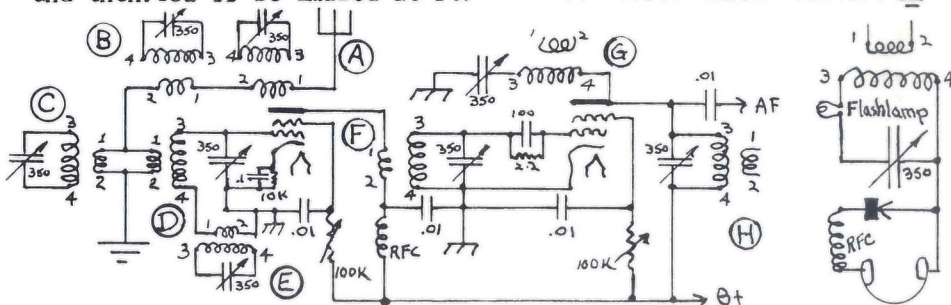 and
B 350 350 A 1 2 G 1 2
4 3 4 3
2 1 2 1 350 3 4 .01 AF 3 4
C 3 1 1 3 F 100 Flashlamp
350 350 350 350 3 1
4 2 2 4 .1 10K 1 2 3 4 2.2 4 2 350
D 1 2 .01 .01 .01 H RFC
3 4 E RFC
350 100K 100K
B+